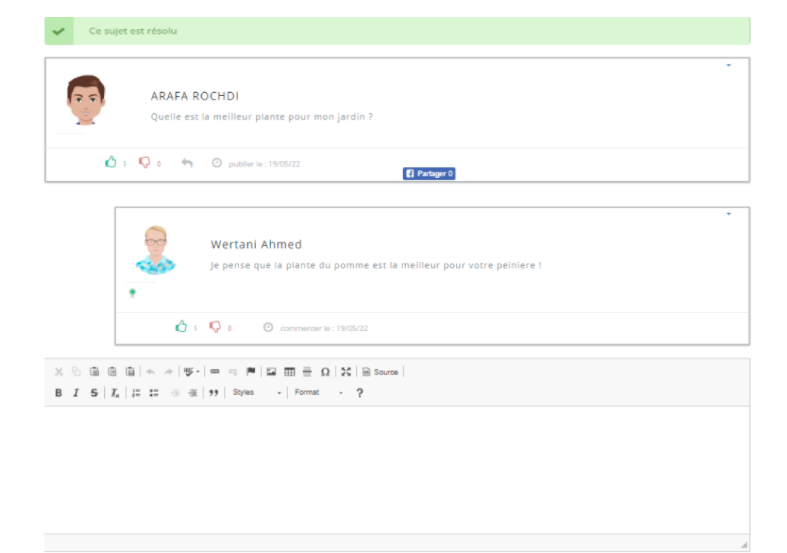 Ce sujet est résolu
ARAFA ROCHDI
Quelle est la meilleur plante pour mon jardin ?
1 0 publier le : 19/05/22
Partager 0
Wertani Ahmed
Je pense que la plante du pomme est la meilleur pour votre peiniere !
1 0 commenter le : 19/05/22
Ω Source
B I S Tx Styles Format ?